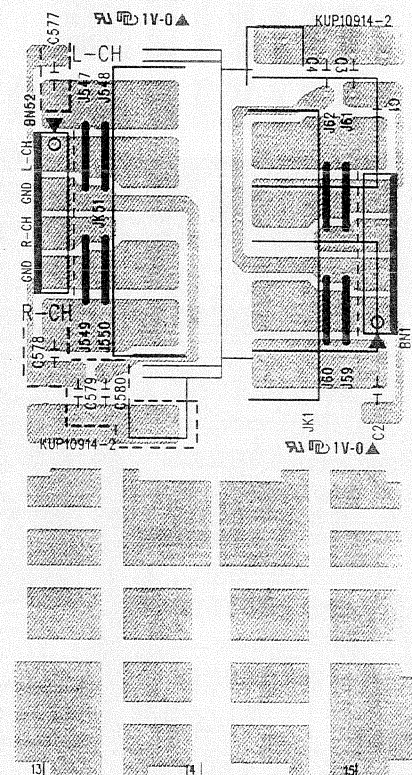 1V-0
C577
L-CH
J547
J548
BN52
L-CH
GND
R-CH
GND
JK51
R-CH
C578
J549
J550
C579
C580
KUP10914-2
KUP10914-2
C4
C3
C1
J62
J61
J60
J59
BN1
JK1
C2
1V-0
13
14
15